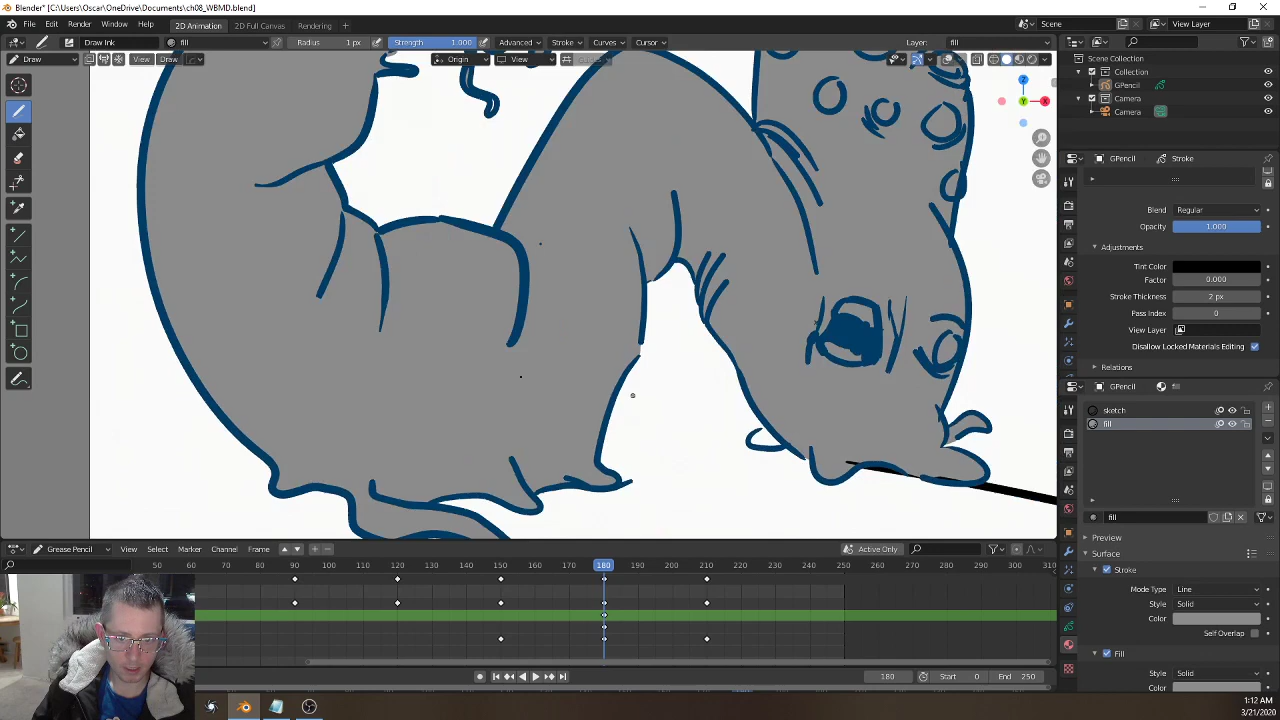 Blender* [C:\Users\Oscar\OneDrive\Documents\ch08_WBMD.blend]
File Edit Render Window Help 2D Animation 2D Full Canvas Rendering + Scene View Layer
Draw Ink fill Radius 1 px Strength 1.000 Advanced Stroke Curves Cursor Layer: fill
Draw View Draw Origin View Guides
Scene Collection
Collection
GPencil
Camera
Camera
GPencil Stroke
Blend Regular
Opacity 1.000
Adjustments
Tint Color
Factor 0.000
Stroke Thickness 2 px
Pass Index 0
View Layer
Disallow Locked Materials Editing
Relations
GPencil
sketch
fill
fill
Preview
Surface
Stroke
Mode Type Line
Style Solid
Color
Self Overlap
Fill
Style Solid
Color
Z
Y
X
Grease Pencil View Select Marker Channel Frame Active Only
50 60 70 80 90 100 110 120 130 140 150 160 170 180 190 200 210 220 230 240 250 260 270 280 290 300 310
180 Start 0 End 250
1:12 AM
3/21/2020